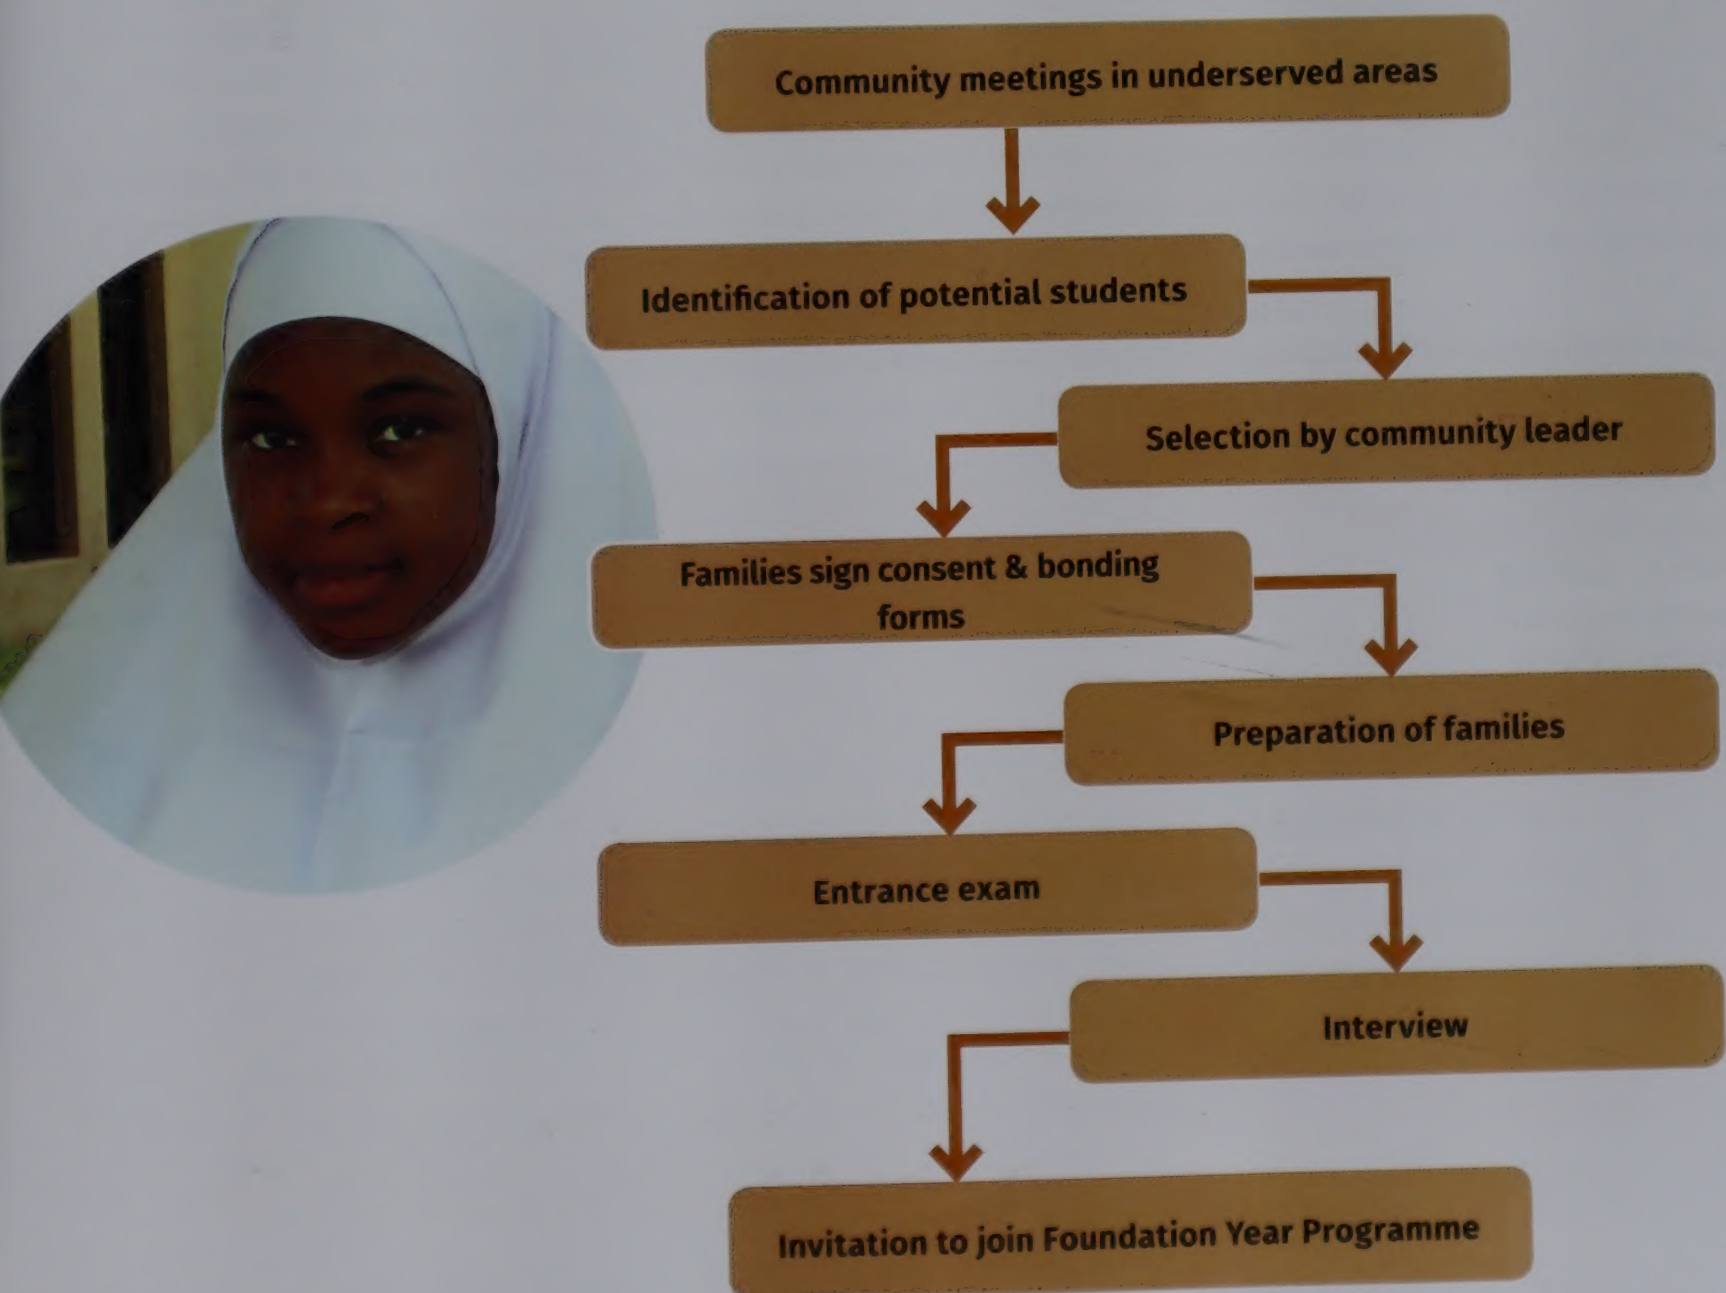 Community meetings in underserved areas
Identification of potential students
Selection by community leader
Families sign consent & bonding
forms
Preparation of families
Entrance exam
Interview
Invitation to join Foundation Year Programme